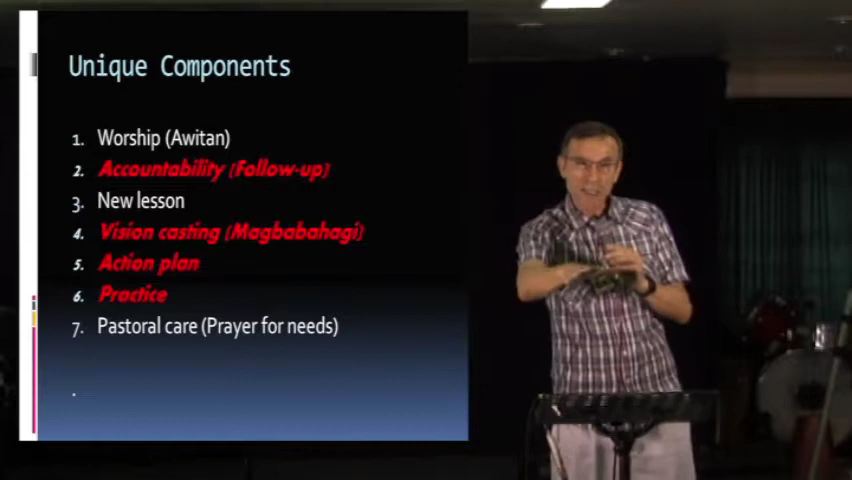 Unique Components
1. Worship (Awitan)
2. Accountability (Follow-up)
3. New lesson
4. Vision casting (Magbabahagi)
5. Action plan
6. Practice
7. Pastoral care (Prayer for needs)
.